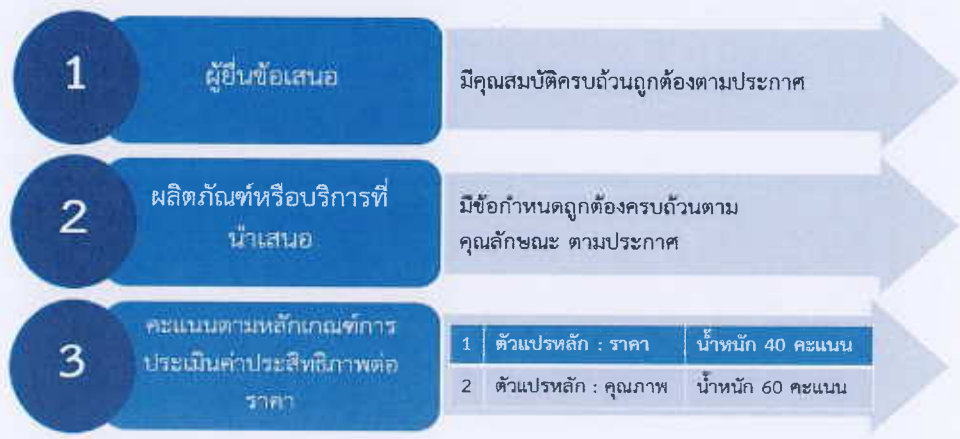 1
ผู้ยื่นข้อเสนอ
มีคุณสมบัติครบถ้วนถูกต้องตามประกาศ
2
ผลิตภัณฑ์หรือบริการที่
นำเสนอ
มีข้อกำหนดถูกต้องครบถ้วนตาม
คุณลักษณะ ตามประกาศ
3
คะแนนตามหลักเกณฑ์การ
ประเมินค่าประสิทธิภาพต่อ
ราคา
1 ตัวแปรหลัก : ราคา น้ำหนัก 40 คะแนน
2 ตัวแปรหลัก : คุณภาพ น้ำหนัก 60 คะแนน